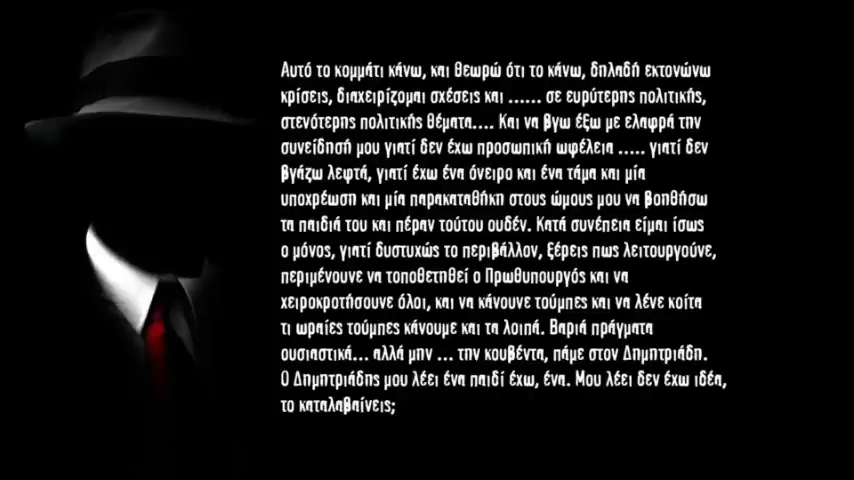 Αυτό το κομμάτι κάνω, και θεωρώ ότι το κάνω, δηλαδή εκτονώνω
κρίσεις, διαχειρίζομαι σχέσεις και ...... σε ευρύτερης πολιτικής,
στενότερης πολιτικής θέματα.... Και να βγω έξω με ελαφρά την
συνείδησή μου γιατί δεν έχω προσωπική ωφέλεια ..... γιατί δεν
βγάζω λεφτά, γιατί έχω ένα όνειρο και ένα τάμα και μία
υποχρέωση και μία παρακαταθήκη στους ώμους μου να βοηθήσω
τα παιδιά του και πέραν τούτου ουδέν. Κατά συνέπεια είμαι ίσως
ο μόνος, γιατί δυστυχώς το περιβάλλον, ξέρεις πως λειτουργούνε,
περιμένουνε να τοποθετηθεί ο Πρωθυπουργός και να
χειροκροτήσουνε όλοι, και να κάνουνε τούμπες και να λένε κοίτα
τι ωραίες τούμπες κάνουμε και τα λοιπά. Βαριά πράγματα
ουσιαστικά... αλλά μην ... την κουβέντα, πάμε στον Δημητριάδη.
Ο Δημητριάδης μου λέει ένα παιδί έχω, ένα. Μου λέει δεν έχω ιδέα,
το καταλαβαίνεις;